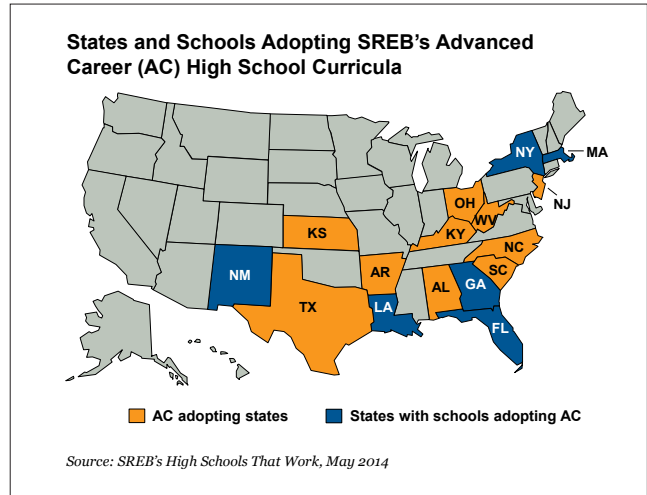 States and Schools Adopting SREB's Advanced
Career (AC) High School Curricula
NY
MA
OH
NJ
WV
KS
KY
NC
AR
SC
NM
AL
GA
TX
LA
FL
AC adopting states
States with schools adopting AC
Source: SREB's High Schools That Work, May 2014